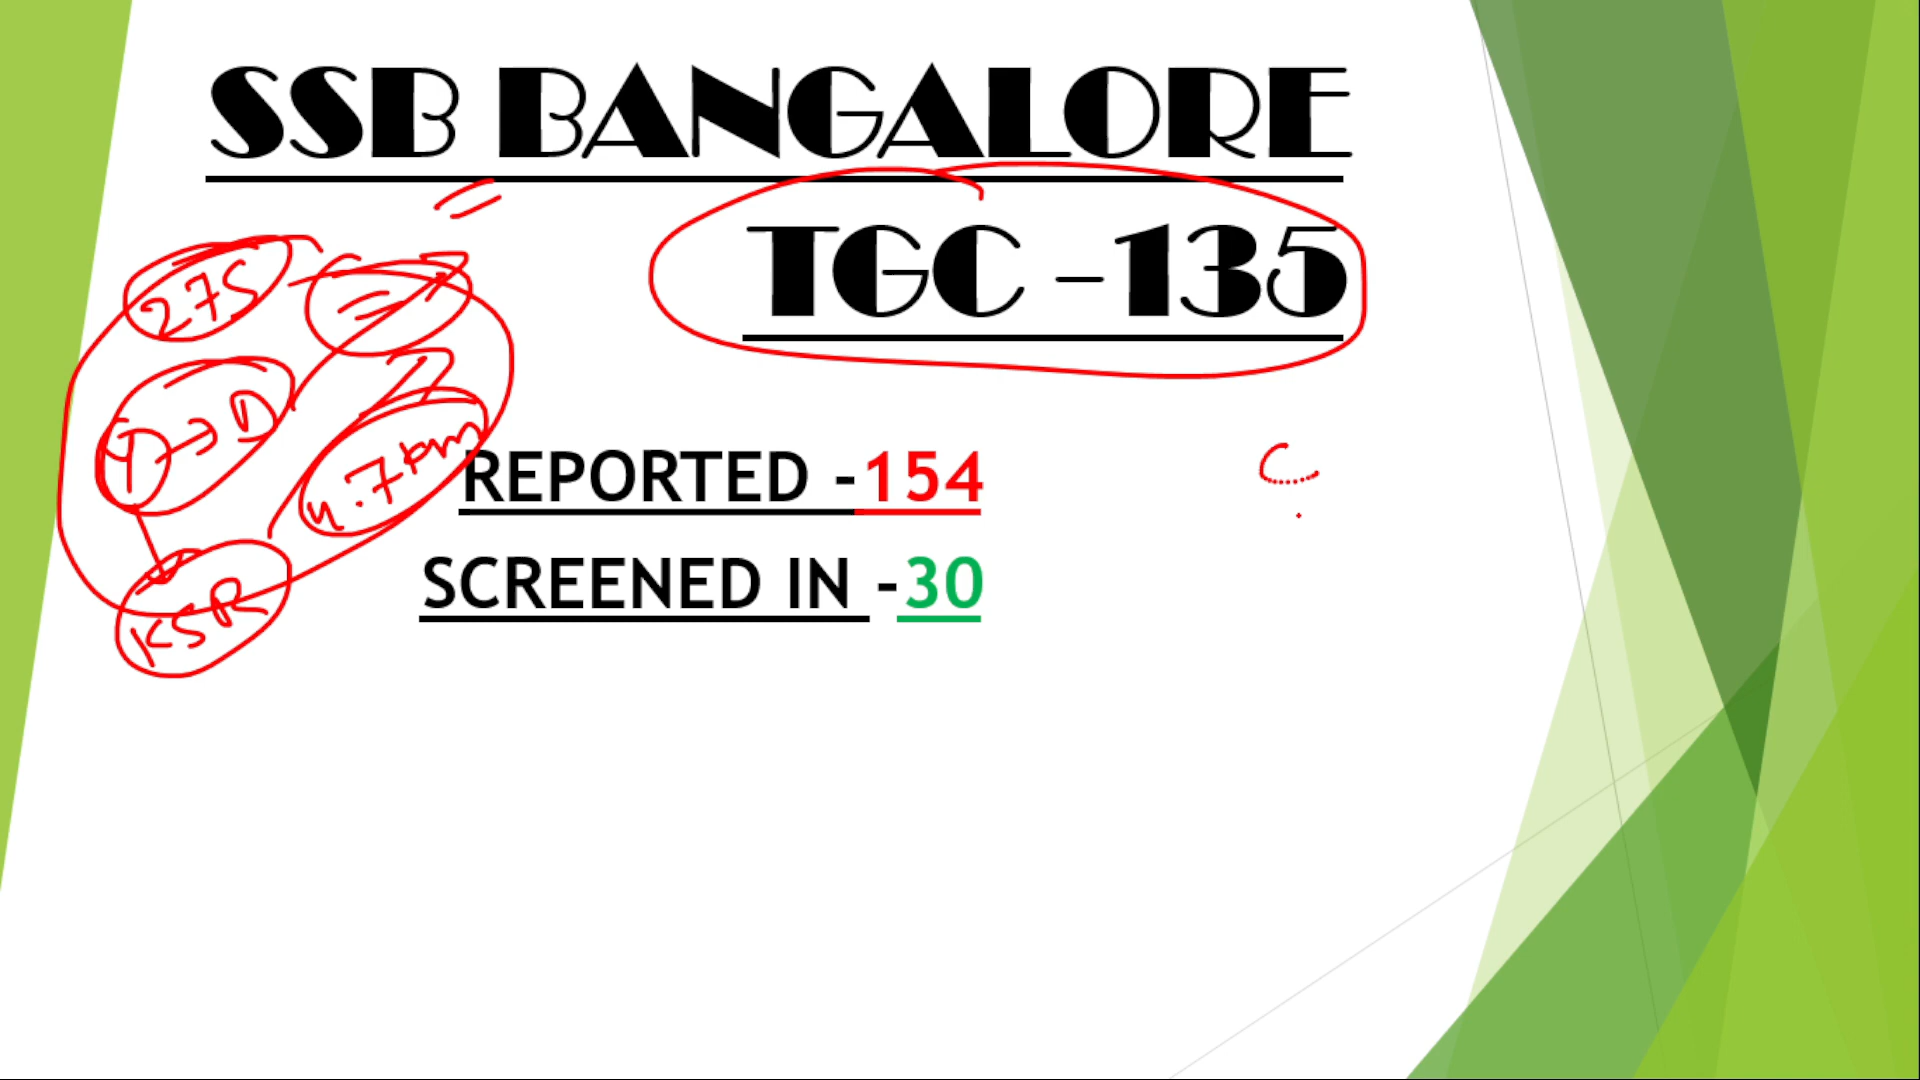 SSB BANGALORE
TGC -135
275
D
4.7pm
REPORTED -154
SCREENED IN -30
KSR